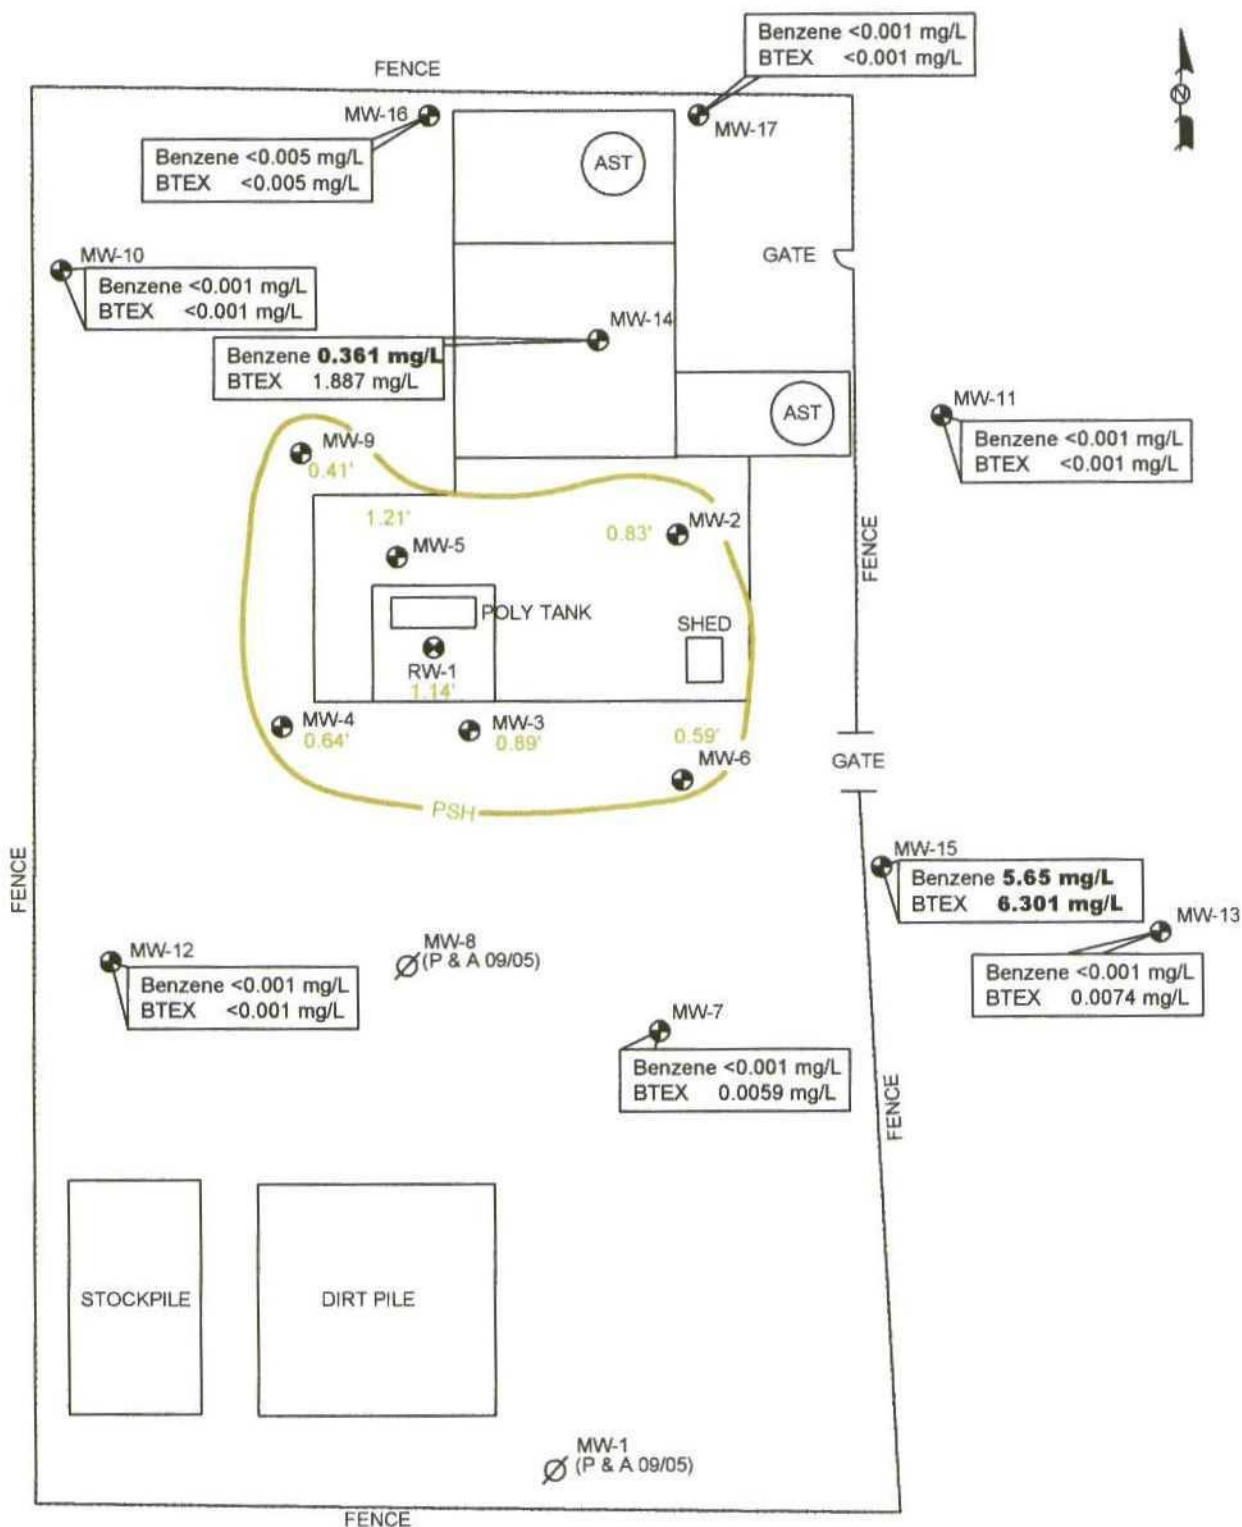 Benzene <0.001 mg/L
BTEX <0.001 mg/L
FENCE
MW-16
MW-17
Benzene <0.005 mg/L
BTEX <0.005 mg/L
AST
N
MW-10
GATE
Benzene <0.001 mg/L
BTEX <0.001 mg/L
MW-14
Benzene 0.361 mg/L
BTEX 1.887 mg/L
AST
MW-11
Benzene <0.001 mg/L
BTEX <0.001 mg/L
MW-9
0.41'
1.21'
MW-5
0.83'
MW-2
FENCE
POLY TANK
SHED
RW-1
1.14'
MW-4
0.64'
MW-3
0.89'
0.59'
MW-6
GATE
PSH
MW-15
Benzene 5.65 mg/L
BTEX 6.301 mg/L
FENCE
MW-13
Benzene <0.001 mg/L
BTEX 0.0074 mg/L
MW-12
Benzene <0.001 mg/L
BTEX <0.001 mg/L
MW-8
(P & A 09/05)
MW-7
Benzene <0.001 mg/L
BTEX 0.0059 mg/L
FENCE
STOCKPILE
DIRT PILE
MW-1
(P & A 09/05)
FENCE